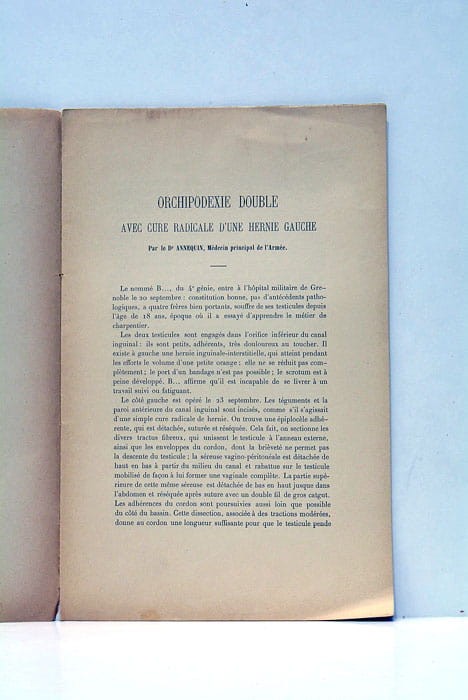 ORCHIPODEXIE DOUBLE
AVEC CURE RADICALE D'UNE HERNIE GAUCHE
Par le Dr ANNEQUIN, Médecin principal de l'Armée.
Le nommé B..., du 4e génie, entre à l'hôpital militaire de Gre-
noble le 20 septembre : constitution bonne, pas d'antécédents patho-
logiques, a quatre frères bien portants, souffre de ses testicules depuis
l'âge de 18 ans, époque où il a essayé d'apprendre le métier de
charpentier.
Les deux testicules sont engagés dans l'orifice inférieur du canal
inguinal : ils sont petits, adhérents, très douloureux au toucher. Il
existe à gauche une hernie inguinale-interstitielle, qui atteint pendant
les efforts le volume d'une petite orange ; elle ne se réduit pas com-
plètement ; le port d'un bandage n'est pas possible ; le scrotum est à
peine développé. B... affirme qu'il est incapable de se livrer à un
travail suivi ou fatiguant.
Le côté gauche est opéré le 23 septembre. Les téguments et la
paroi antérieure du canal inguinal sont incisés, comme s'il s'agissait
d'une simple cure radicale de hernie. On trouve une épiploïde adhé-
rente, qui est détachée, suturée et réséquée. Cela fait, on sectionne les
divers tractus fibreux, qui unissent le testicule à l'anneau externe,
ainsi que les enveloppes du cordon, dont la brièveté ne permet pas
la descente du testicule ; la séreuse vagino-péritonéale est détachée de
haut en bas à partir du milieu du canal et rabattue sur le testicule
mobilisé de façon à lui former une vaginale complète. La partie supé-
rieure de cette même séreuse est détachée de bas en haut jusque dans
l'abdomen et réséquée après suture avec un double fil de gros catgut.
Les adhérences du cordon sont poursuivies aussi loin que possible
du côté du bassin. Cette dissection, associée à des tractions modérées,
donne au cordon une longueur suffisante pour que le testicule pende